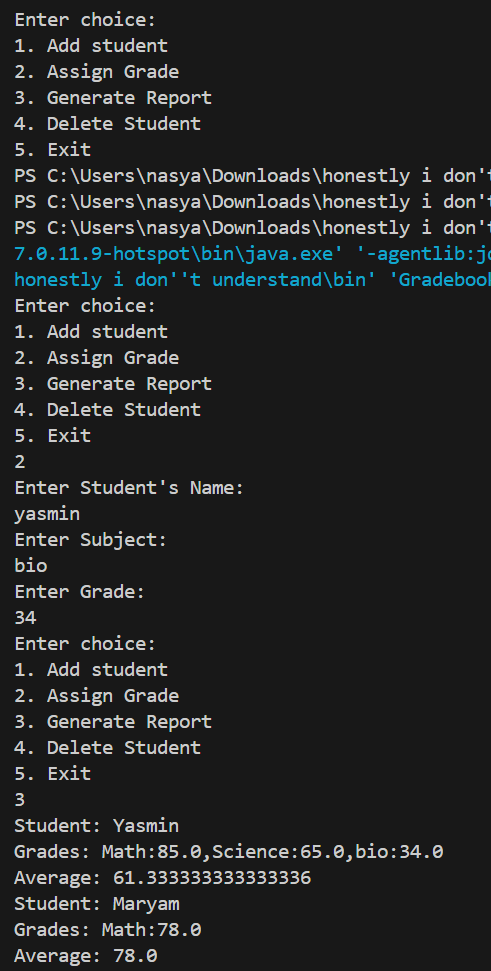 Enter choice:
1. Add student
2. Assign Grade
3. Generate Report
4. Delete Student
5. Exit
PS C:\Users\nasya\Downloads\honestly i don'
PS C:\Users\nasya\Downloads\honestly i don'
PS C:\Users\nasya\Downloads\honestly i don'
7.0.11.9-hotspot\bin\java.exe' '-agentlib:j
honestly i don''t understand\bin' 'Gradebook
Enter choice:
1. Add student
2. Assign Grade
3. Generate Report
4. Delete Student
5. Exit
2
Enter Student's Name:
yasmin
Enter Subject:
bio
Enter Grade:
34
Enter choice:
1. Add student
2. Assign Grade
3. Generate Report
4. Delete Student
5. Exit
3
Student: Yasmin
Grades: Math:85.0,Science:65.0,bio:34.0
Average: 61.333333333333336
Student: Maryam
Grades: Math:78.0
Average: 78.0